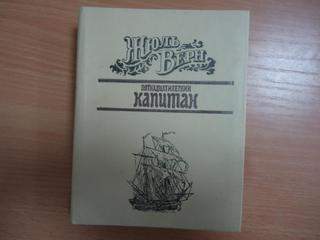 Жюль
Верн
пятнадцатилетний
капитан